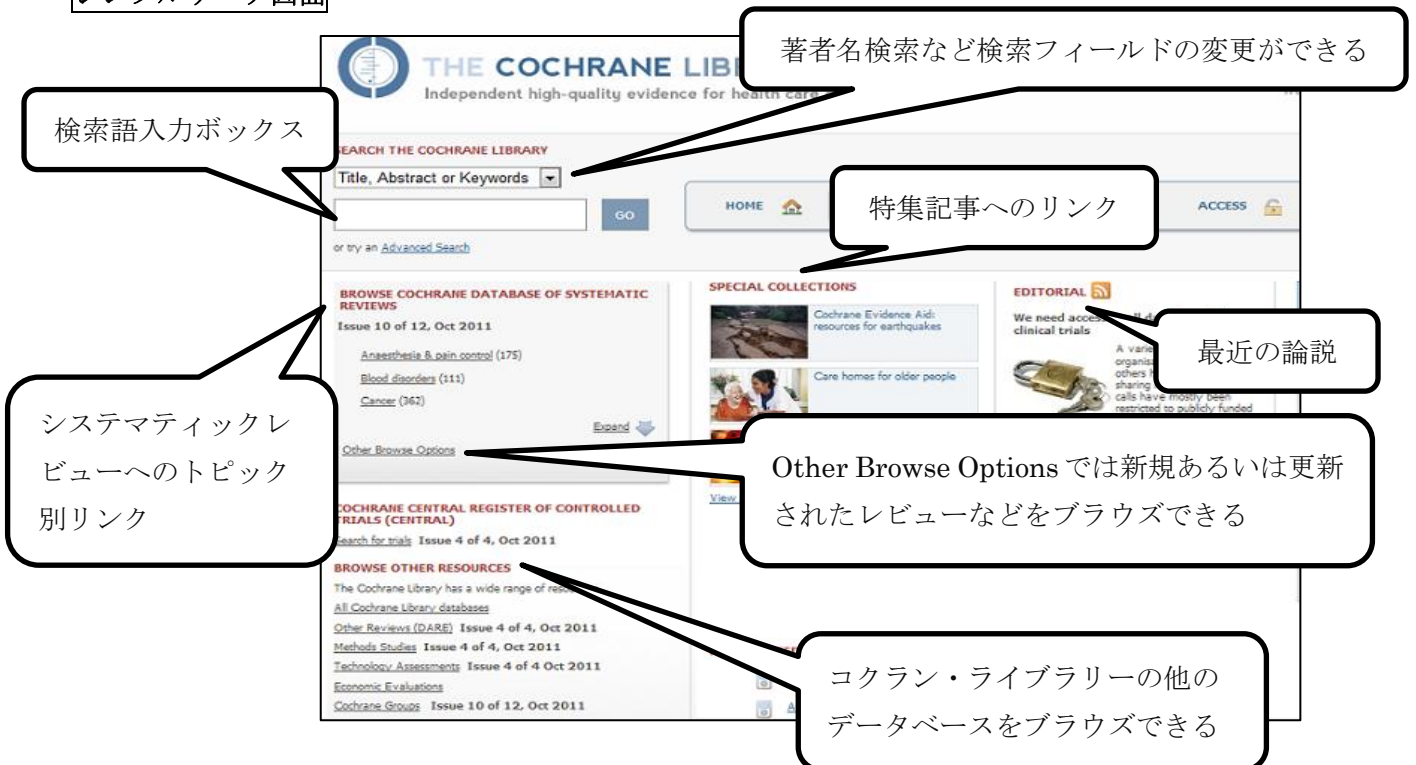 THE COCHRANE
Independent high-quality evidence for health care
著者名検索など検索フィールドの変更ができる
検索語入力ボックス
SEARCH THE COCHRANE LIBRARY
Title, Abstract or Keywords
GO
or try an Advanced Search
HOME
特集記事へのリンク
ACCESS
BROWSE COCHRANE DATABASE OF SYSTEMATIC
REVIEWS
Issue 10 of 12, Oct 2011
Anaesthesia & pain control (175)
Blood disorders (111)
Cancer (362)
Expand
Other Browse Options
システマティックレ
ビューへのトピック
別リンク
SPECIAL COLLECTIONS
Cochrane Evidence Aid:
resources for earthquakes
Care homes for older people
View
EDITORIAL
We need access
clinical trials
A
others
sharing
calls have mostly been
restricted to publicly funded
最近の論説
Other Browse Options では新規あるいは更新
されたレビューなどをブラウズできる
COCHRANE CENTRAL REGISTER OF CONTROLLED
TRIALS (CENTRAL)
Search for trials Issue 4 of 4, Oct 2011
BROWSE OTHER RESOURCES
The Cochrane Library has a wide range of
All Cochrane Library databases
Other Reviews (DARE) Issue 4 of 4, Oct 2011
Methods Studies Issue 4 of 4, Oct 2011
Technology Assessments Issue 4 of 4 Oct 2011
Economic Evaluations
Cochrane Groups Issue 10 of 12, Oct 2011
コクラン・ライブラリーの他の
データベースをブラウズできる